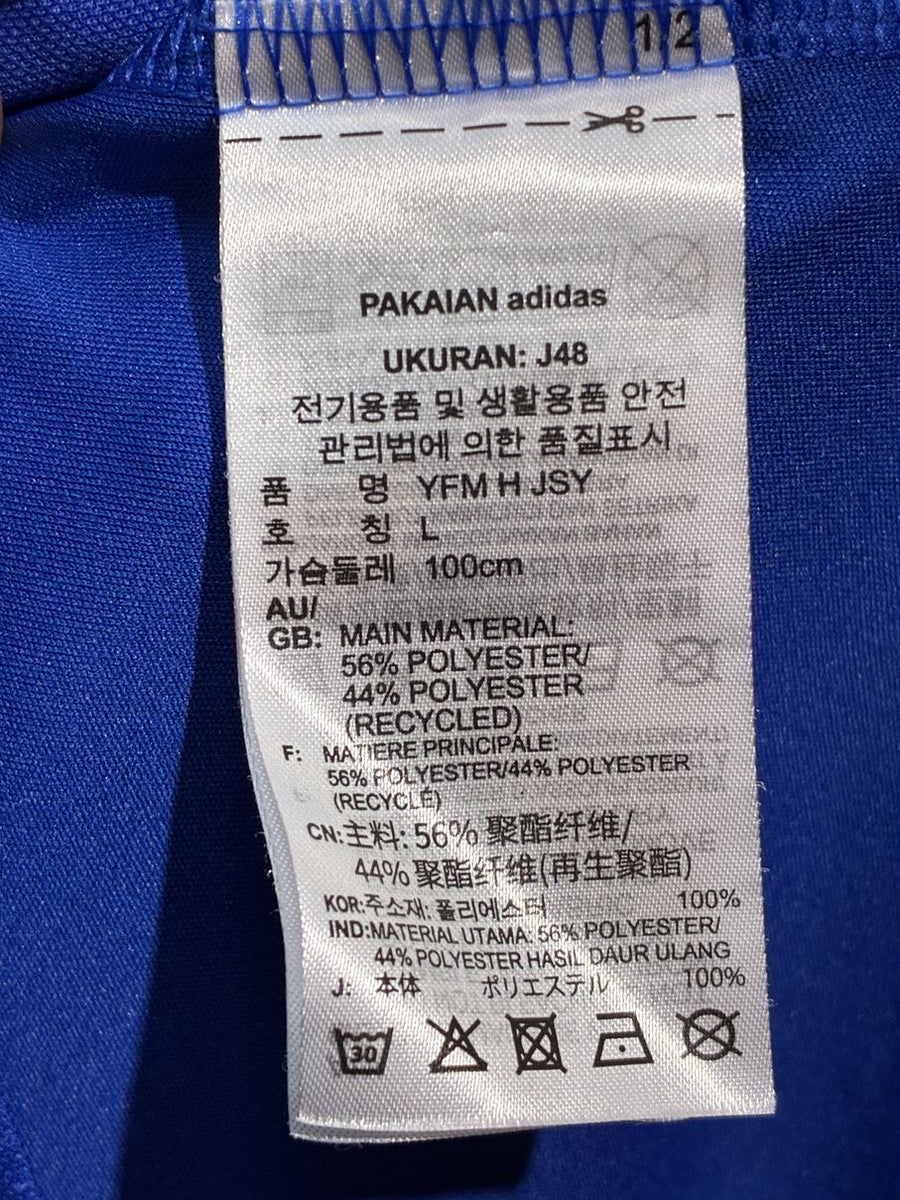 1/2
PAKAIAN adidas
UKURAN: J48
전기용품 및 생활용품 안전
관리법에 의한 품질표시
품 명 YFM H JSY
호 칭 L
가슴둘레 100cm
AU/
GB: MAIN MATERIAL:
56% POLYESTER/
44% POLYESTER
(RECYCLED)
F: MATIERE PRINCIPALE:
56% POLYESTER/44% POLYESTER
(RECYCLÉ)
CN:主料: 56% 聚酯纤维/
44% 聚酯纤维(再生聚酯)
KOR:주소재: 폴리에스터 100%
IND:MATERIAL UTAMA: 56% POLYESTER/
44% POLYESTER HASIL DAUR ULANG
J: 本体 ポリエステル 100%
30